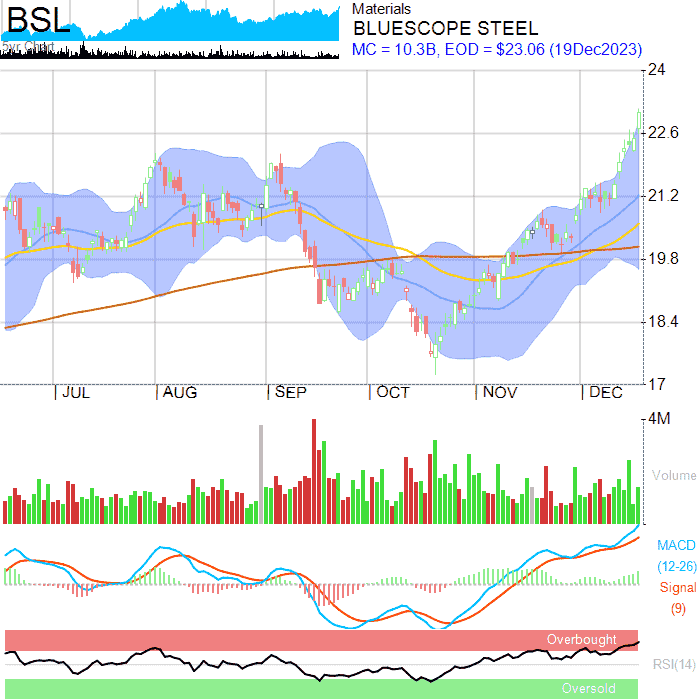 BSL
5yr Chart
Materials
BLUESCOPE STEEL
MC = 10.3B, EOD = $23.06 (19Dec2023)
24
22.6
21.2
19.8
18.4
17
JUL
AUG
SEP
OCT
NOV
DEC
4M
Volume
MACD
(12-26)
Signal
(9)
Overbought
RSI(14)
Oversold